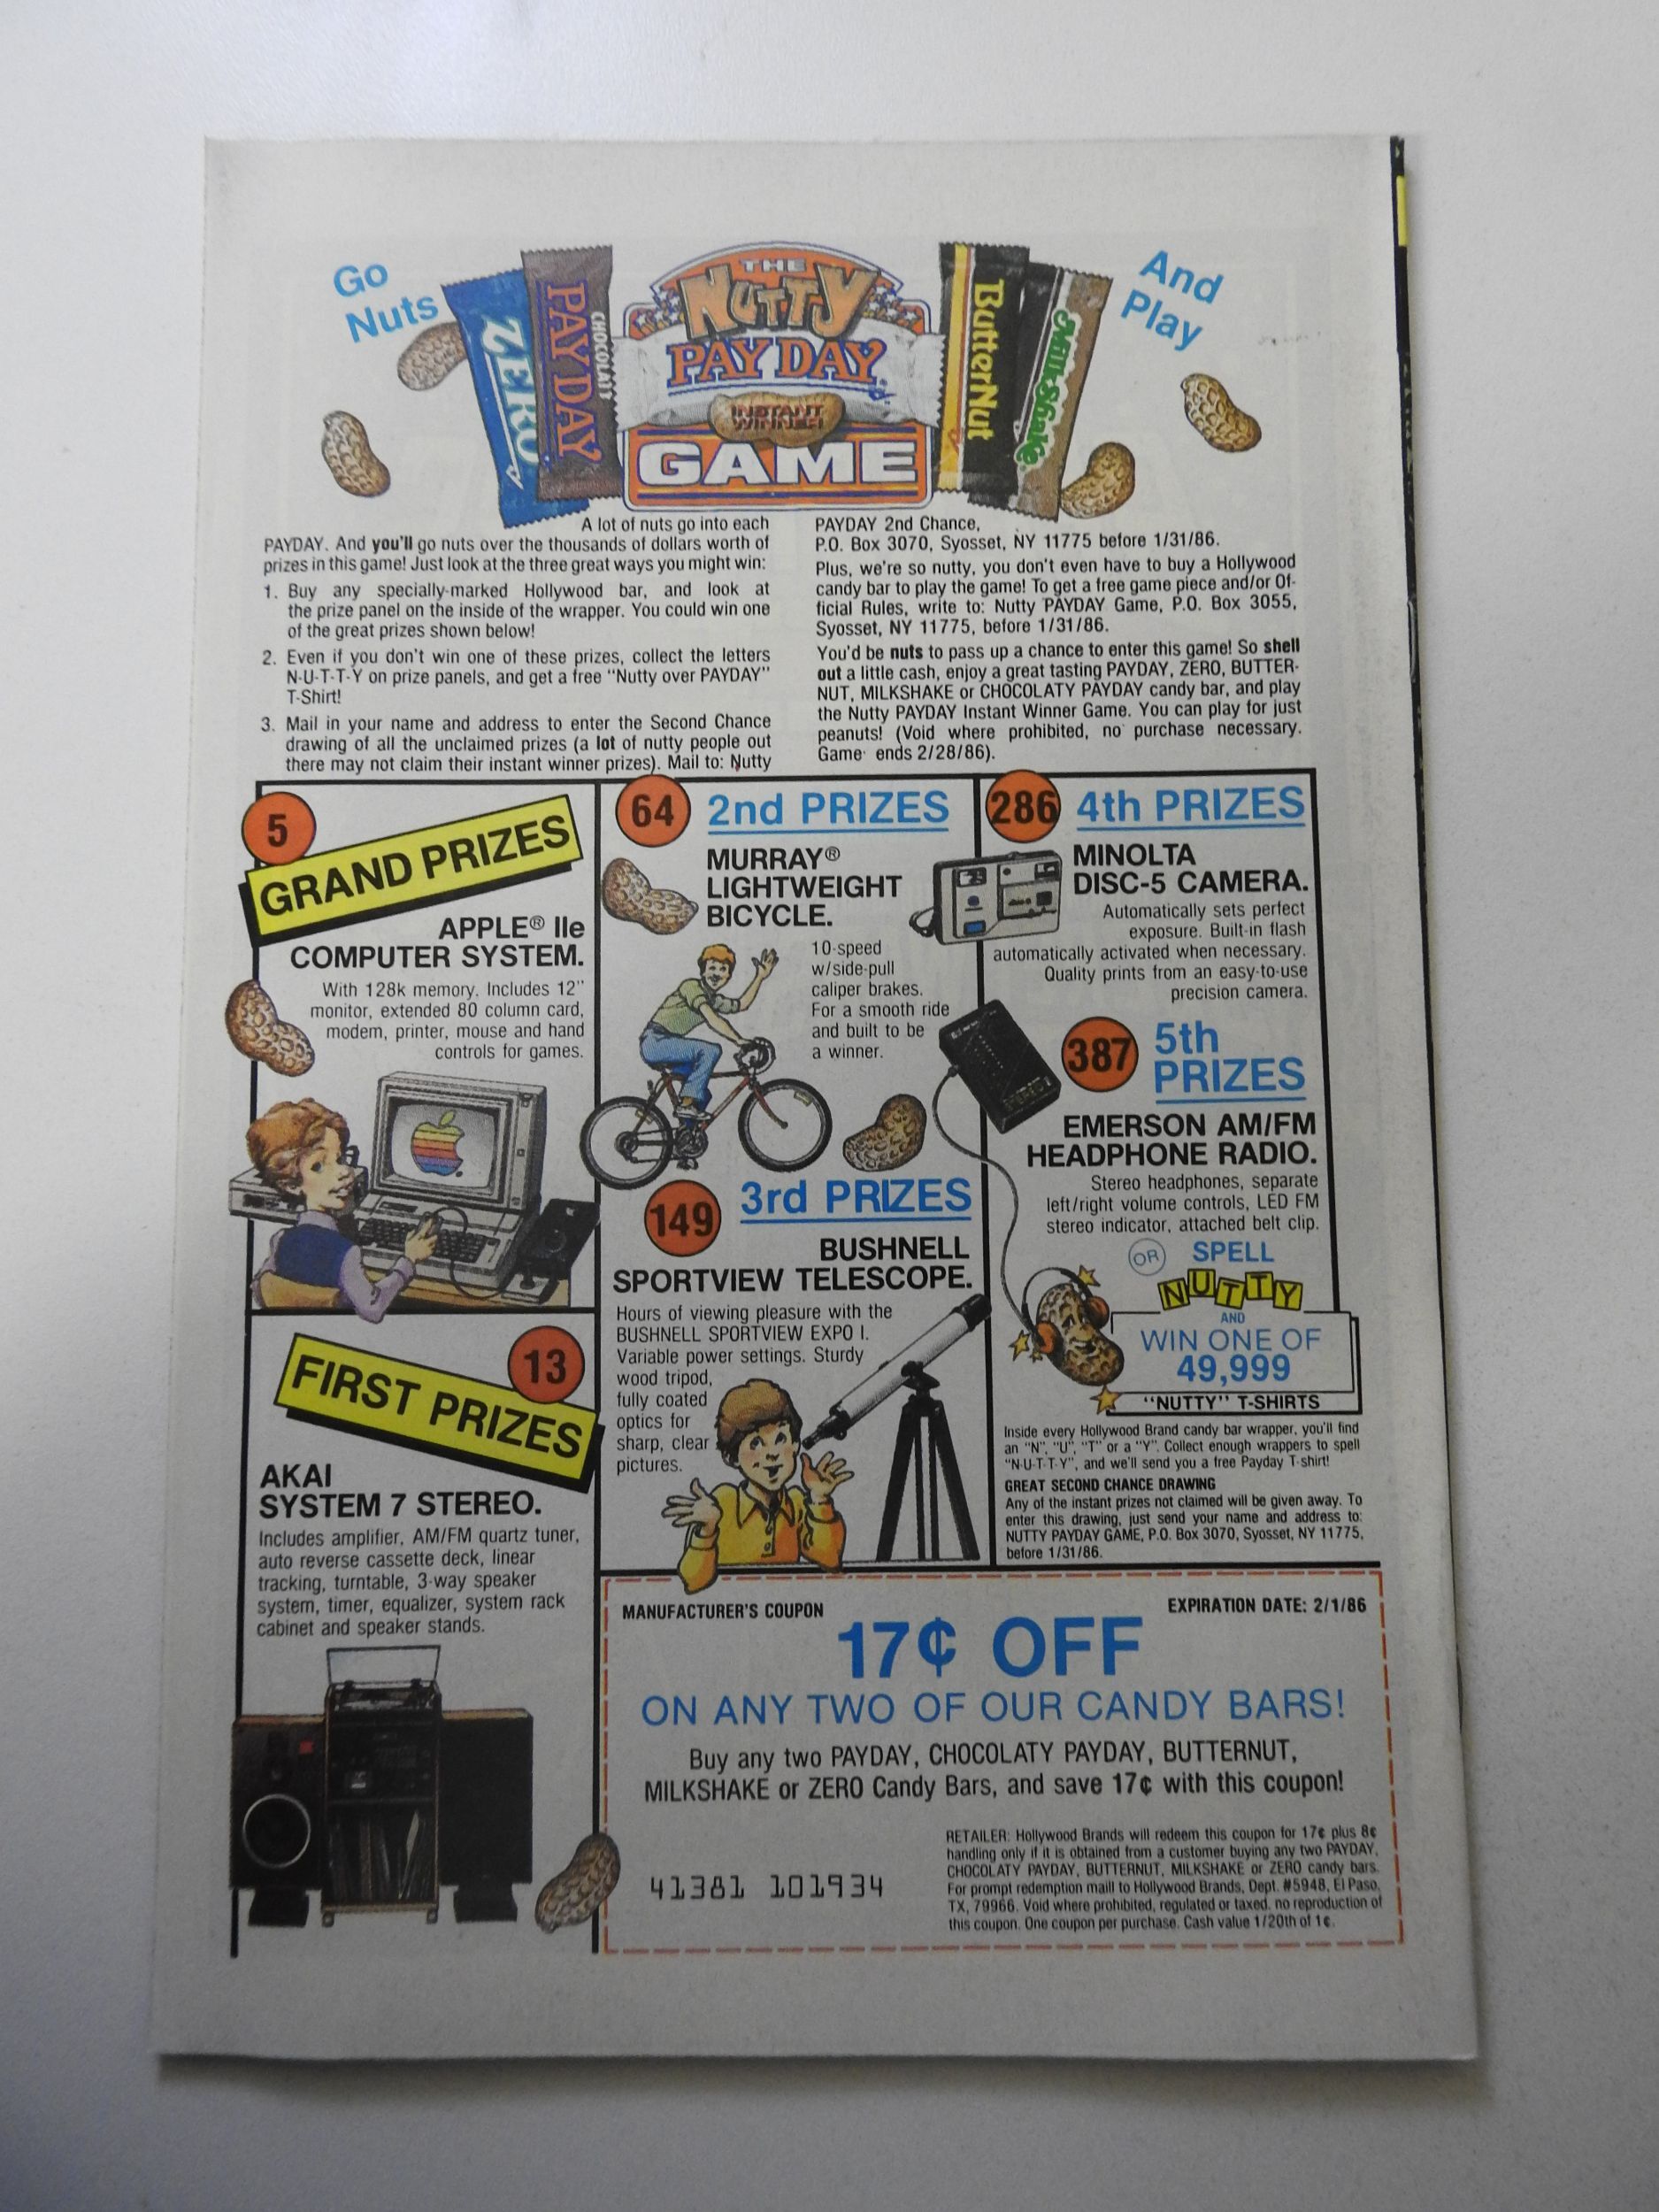 Go
Nuts
ZERO
CHOCOLATY
PAY DAY
THE
NUTTY
PAY DAY
INSTANT
WINNER
GAME
ButterNut
MilkShake
And
Play
A lot of nuts go into each
PAYDAY. And you'll go nuts over the thousands of dollars worth of
prizes in this game! Just look at the three great ways you might win:
1. Buy any specially-marked Hollywood bar, and look at
the prize panel on the inside of the wrapper. You could win one
of the great prizes shown below!
2. Even if you don't win one of these prizes, collect the letters
N-U-T-T-Y on prize panels, and get a free "Nutty over PAYDAY"
T-Shirt!
3. Mail in your name and address to enter the Second Chance
drawing of all the unclaimed prizes (a lot of nutty people out
there may not claim their instant winner prizes). Mail to: Nutty
PAYDAY 2nd Chance,
P.O. Box 3070, Syosset, NY 11775 before 1/31/86.
Plus, we're so nutty, you don't even have to buy a Hollywood
candy bar to play the game! To get a free game piece and/or Of-
ficial Rules, write to: Nutty PAYDAY Game, P.O. Box 3055,
Syosset, NY 11775, before 1/31/86.
You'd be nuts to pass up a chance to enter this game! So shell
out a little cash, enjoy a great tasting PAYDAY, ZERO, BUTTER-
NUT, MILKSHAKE or CHOCOLATY PAYDAY candy bar, and play
the Nutty PAYDAY Instant Winner Game. You can play for just
peanuts! (Void where prohibited, no purchase necessary.
Game ends 2/28/86).
5
GRAND PRIZES
APPLE® IIe
COMPUTER SYSTEM.
With 128k memory. Includes 12"
monitor, extended 80 column card,
modem, printer, mouse and hand
controls for games.
13
FIRST PRIZES
AKAI
SYSTEM 7 STEREO.
Includes amplifier, AM/FM quartz tuner,
auto reverse cassette deck, linear
tracking, turntable, 3-way speaker
system, timer, equalizer, system rack
cabinet and speaker stands.
64
2nd PRIZES
MURRAY®
LIGHTWEIGHT
BICYCLE.
10-speed
w/side-pull
caliper brakes.
For a smooth ride
and built to be
a winner.
149
3rd PRIZES
BUSHNELL
SPORTVIEW TELESCOPE.
Hours of viewing pleasure with the
BUSHNELL SPORTVIEW EXPO I.
Variable power settings. Sturdy
wood tripod,
fully coated
optics for
sharp, clear
pictures.
286
4th PRIZES
MINOLTA
DISC-5 CAMERA.
Automatically sets perfect
exposure. Built-in flash
automatically activated when necessary.
Quality prints from an easy-to-use
precision camera.
387
5th
PRIZES
EMERSON AM/FM
HEADPHONE RADIO.
Stereo headphones, separate
left/right volume controls, LED FM
stereo indicator, attached belt clip.
OR
SPELL
NUTTY
AND
WIN ONE OF
49,999
"NUTTY" T-SHIRTS
Inside every Hollywood Brand candy bar wrapper, you'll find
an "N", "U", "T" or a "Y". Collect enough wrappers to spell
"N-U-T-T-Y", and we'll send you a free Payday T-shirt!
GREAT SECOND CHANCE DRAWING
Any of the instant prizes not claimed will be given away. To
enter this drawing, just send your name and address to:
NUTTY PAYDAY GAME, P.O. Box 3070, Syosset, NY 11775,
before 1/31/86.
MANUFACTURER'S COUPON
EXPIRATION DATE: 2/1/86
17¢ OFF
ON ANY TWO OF OUR CANDY BARS!
Buy any two PAYDAY, CHOCOLATY PAYDAY, BUTTERNUT,
MILKSHAKE or ZERO Candy Bars, and save 17¢ with this coupon!
41381 101934
RETAILER: Hollywood Brands will redeem this coupon for 17¢ plus 8¢
handling only if it is obtained from a customer buying any two PAYDAY,
CHOCOLATY PAYDAY, BUTTERNUT, MILKSHAKE or ZERO candy bars.
For prompt redemption maill to Hollywood Brands, Dept. #5948, El Paso,
TX, 79966. Void where prohibited, regulated or taxed, no reproduction of
this coupon. One coupon per purchase. Cash value 1/20th of 1¢.